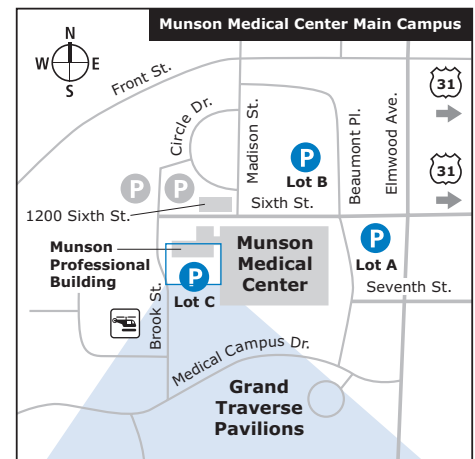 Munson Medical Center Main Campus
N
W
E
S
Front St.
Circle Dr.
Madison St.
Beaumont Pl.
Elmwood Ave.
31
31
P
Lot B
P
P
1200 Sixth St.
Sixth St.
Munson
Professional
Building
Munson
Medical
Center
P
Lot A
P
Lot C
Seventh St.
Brook St.
Medical Campus Dr.
Grand
Traverse
Pavilions